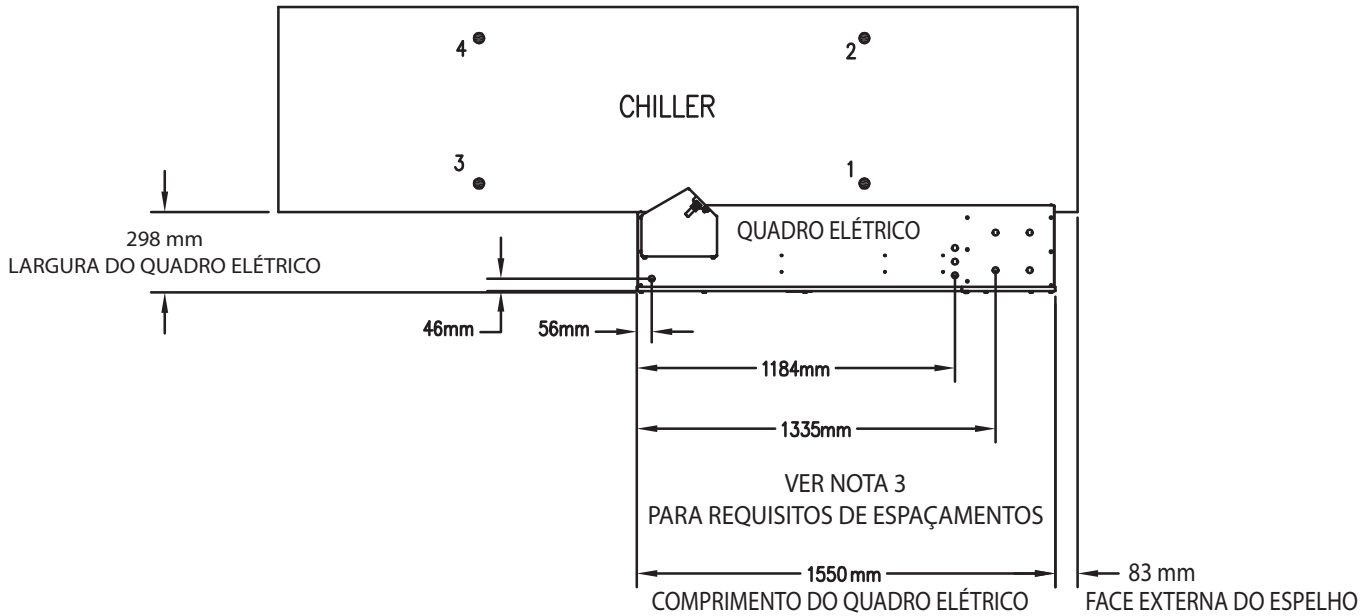 4
2
CHILLER
3
1
298 mm
LARGURA DO QUADRO ELÉTRICO
QUADRO ELÉTRICO
46mm
56mm
1184mm
1335mm
VER NOTA 3
PARA REQUISITOS DE ESPAÇAMENTOS
1550 mm
COMPRIMENTO DO QUADRO ELÉTRICO
83 mm
FACE EXTERNA DO ESPELHO